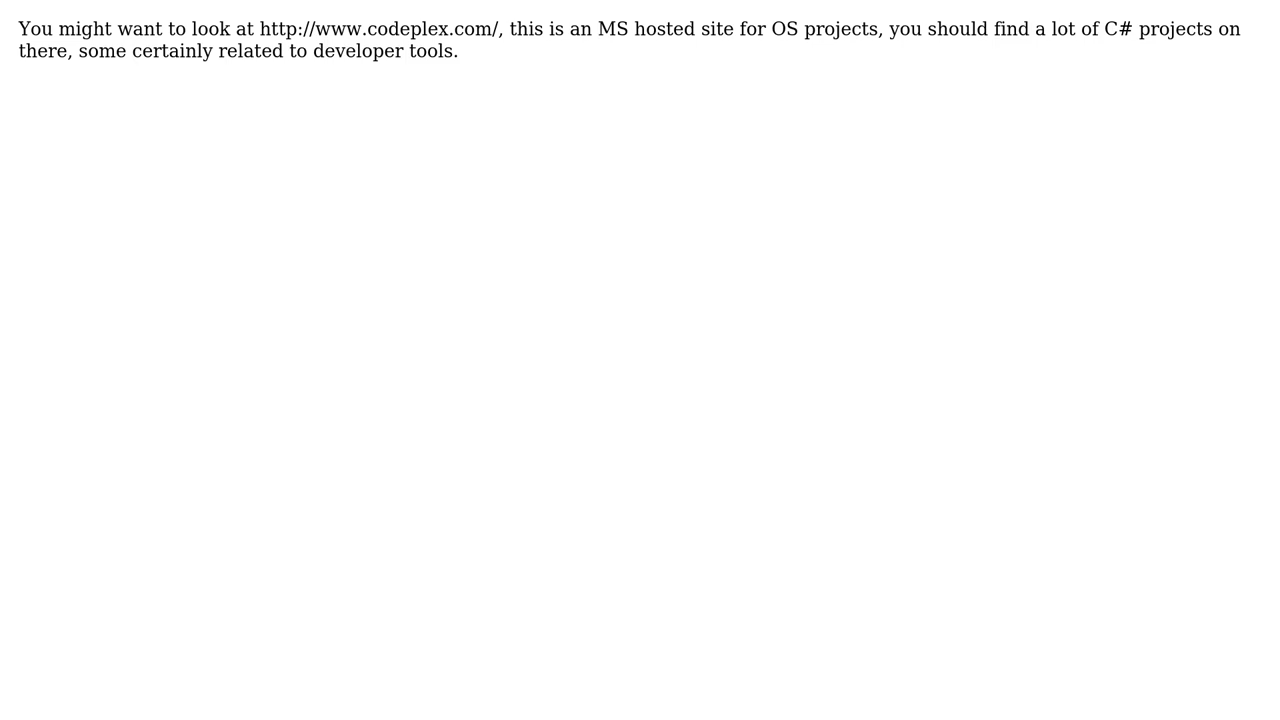 You might want to look at http://www.codeplex.com/, this is an MS hosted site for OS projects, you should find a lot of C# projects on
there, some certainly related to developer tools.